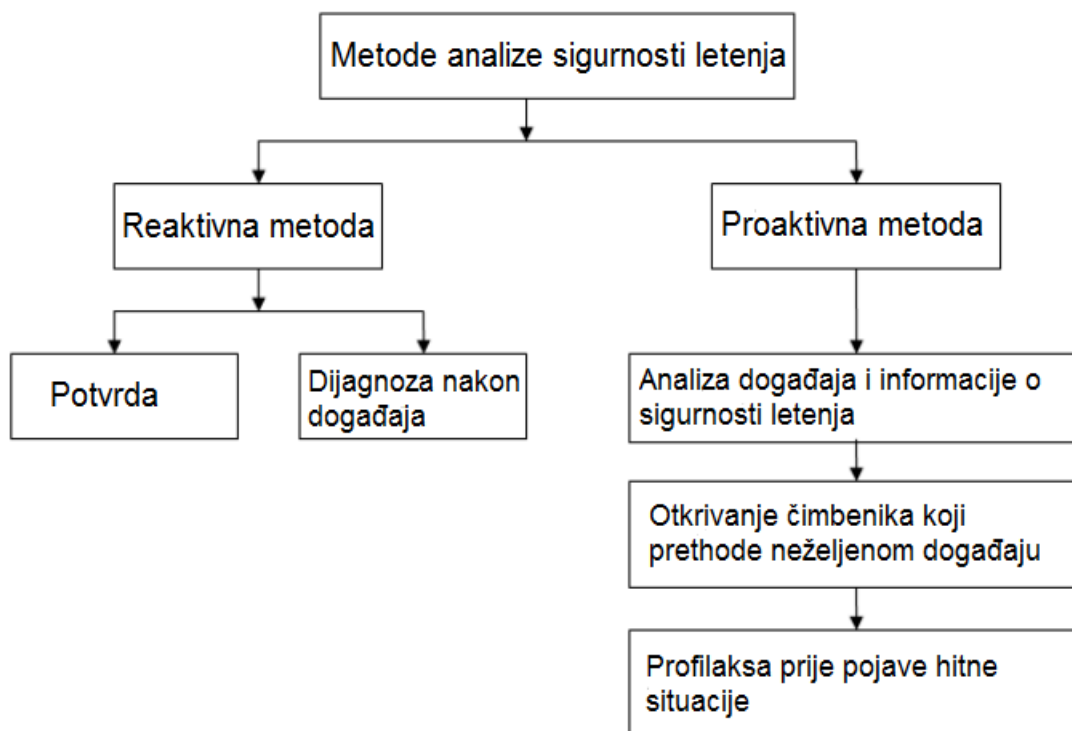 Metode analize sigurnosti letenja
Reaktivna metoda
Proaktivna metoda
Potvrda
Dijagnoza nakon
događaja
Analiza događaja i informacije o
sigurnosti letenja
Otkrivanje čimbenika koji
prethode neželjenom događaju
Profilaksa prije pojave hitne
situacije